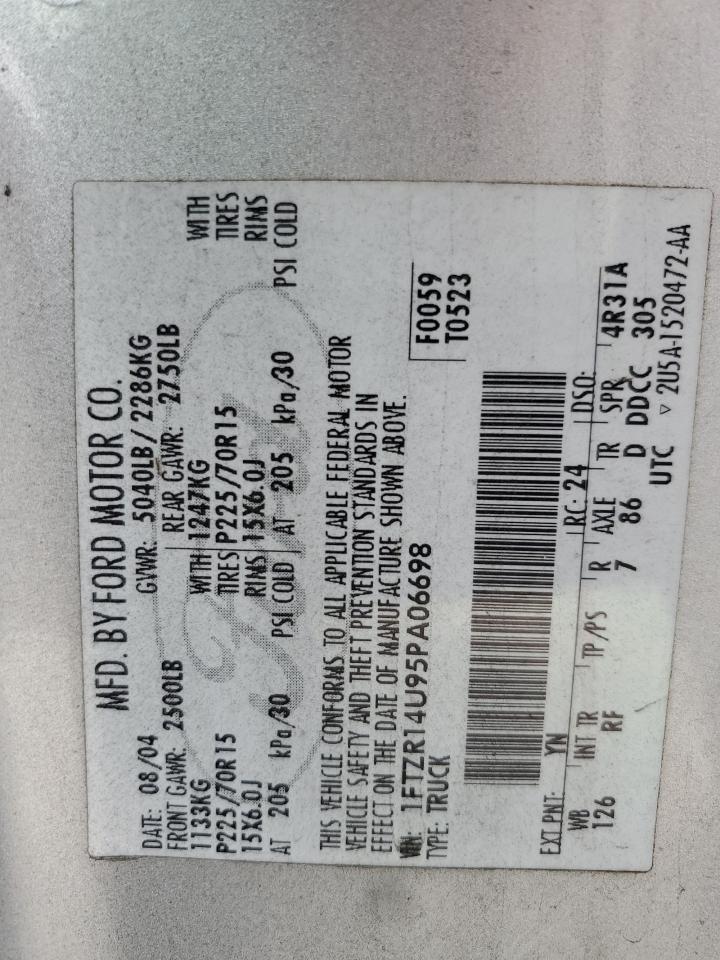 MFD. BY FORD MOTOR CO.
DATE: 08/04 GVWR: 5040LB/2286KG
FRONT GAWR: 2500LB REAR GAWR: 2750LB
1133KG WITH 1247KG WITH
P225/70R15 TIRES P225/70R15 TIRES
15X6.0J RIMS 15X6.0J RIMS
AT 205 kPa/30 PSI COLD AT 205 kPa/30 PSI COLD
THIS VEHICLE CONFORMS TO ALL APPLICABLE FEDERAL MOTOR
VEHICLE SAFETY AND THEFT PREVENTION STANDARDS IN
EFFECT ON THE DATE OF MANUFACTURE SHOWN ABOVE.
VIN: 1FTZR14U95PA06698
TYPE: TRUCK
F0059
T0523
EXT PNT: YN RC: 24 DSO:
WB INT TR TP/PS R AXLE TR SPR 4R31A
126 RF 7 86 D DDCC 305
UTC ▽ 2U5A-1520472-AA
Ford